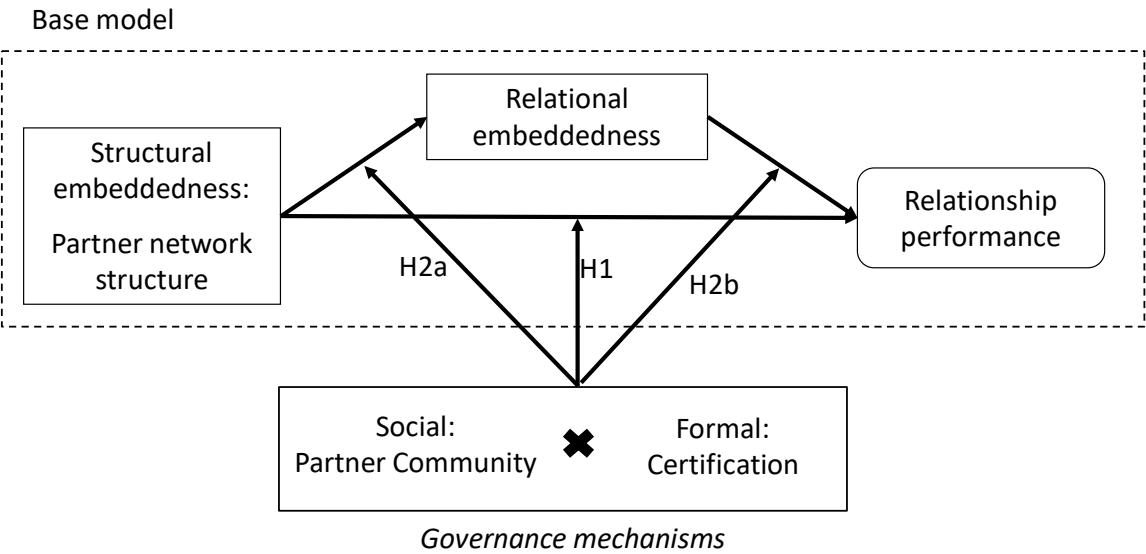 Base model
Relational
embeddedness
Structural
embeddedness:
Partner network
structure
Relationship
performance
H2a
H1
H2b
Social:
Partner Community
Formal:
Certification
Governance mechanisms